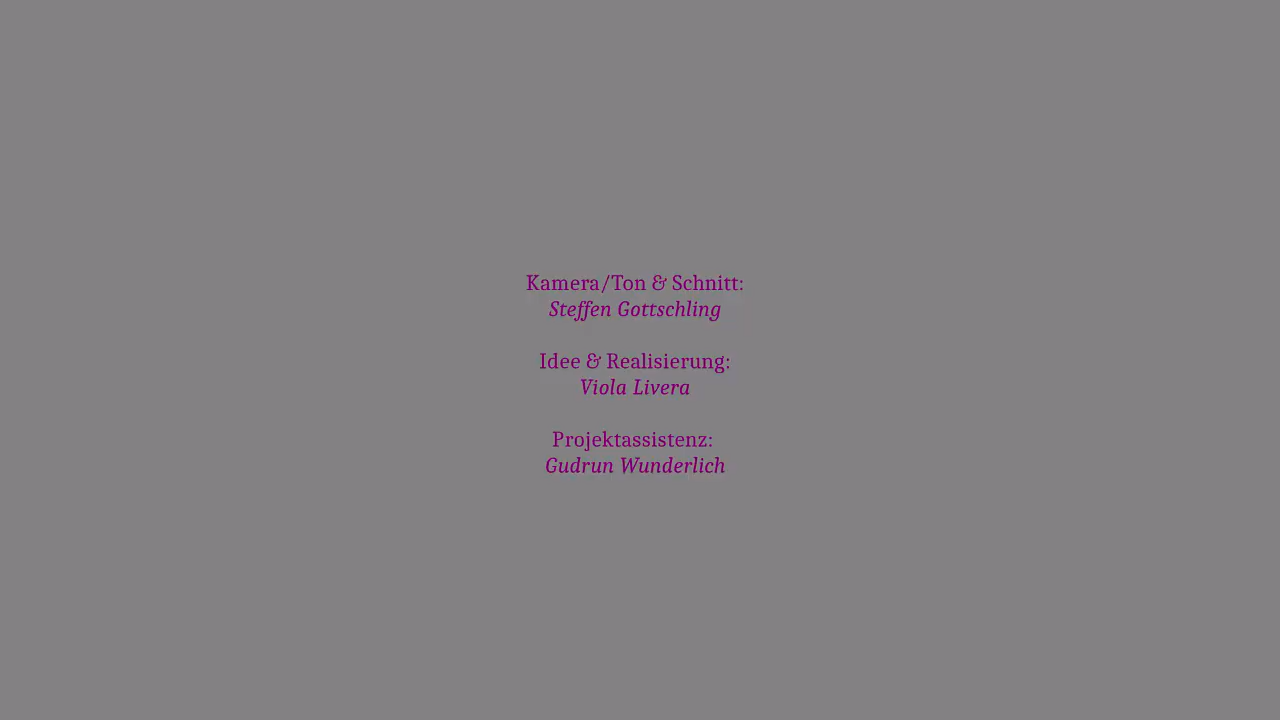 Kamera/Ton & Schnitt:
Steffen Gottschling
Idee & Realisierung:
Viola Livera
Projektassistenz:
Gudrun Wunderlich